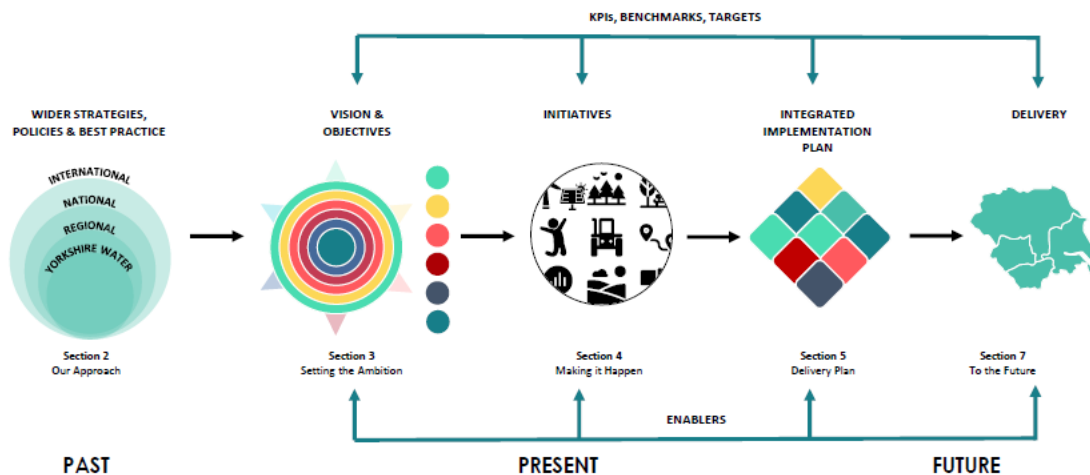 KPIs, BENCHMARKS, TARGETS
WIDER STRATEGIES,
POLICIES & BEST PRACTICE
VISION &
OBJECTIVES
INITIATIVES
INTEGRATED
IMPLEMENTATION
PLAN
DELIVERY
INTERNATIONAL
NATIONAL
REGIONAL
YORKSHIRE WATER
Section 2
Our Approach
Section 3
Setting the Ambition
Section 4
Making it Happen
Section 5
Delivery Plan
Section 7
To the Future
ENABLERS
PAST
PRESENT
FUTURE